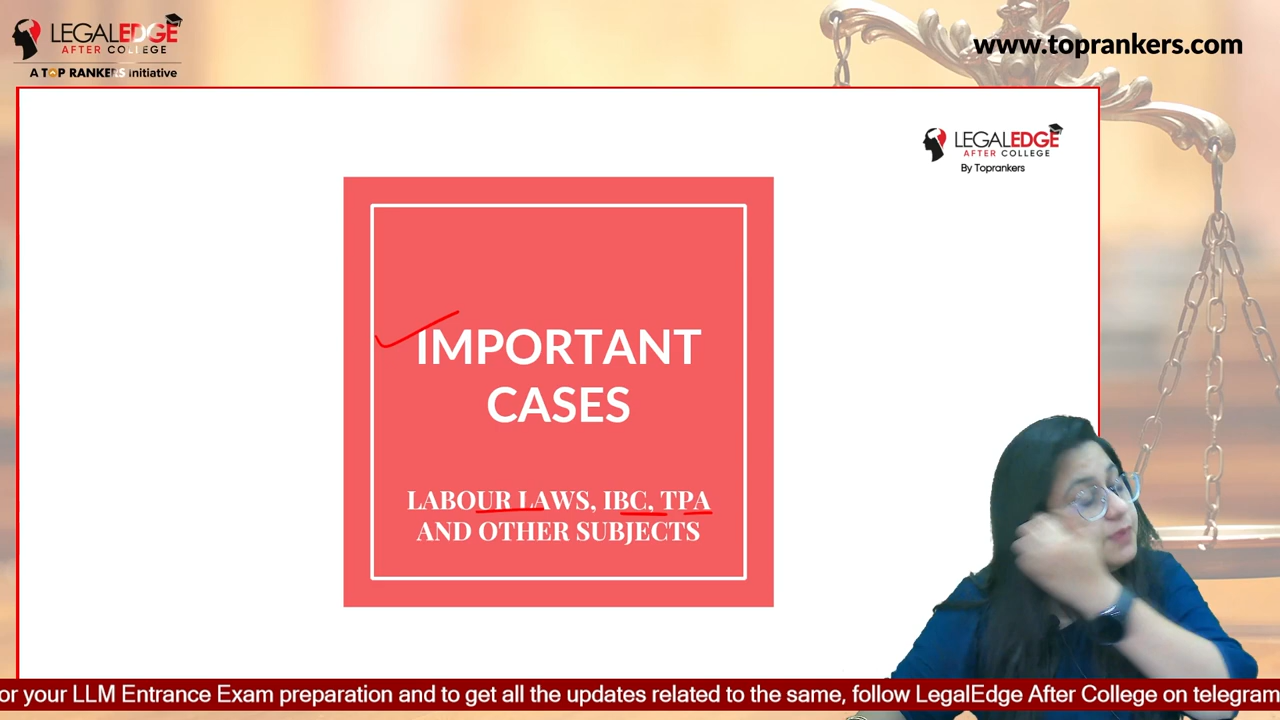 LEGALEDGE
AFTER COLLEGE
A TOP RANKERS Initiative
www.toprankers.com
LEGALEDGE
AFTER COLLEGE
By Toprankers
IMPORTANT
CASES
LABOUR LAWS, IBC, TPA
AND OTHER SUBJECTS
or your LLM Entrance Exam preparation and to get all the updates related to the same, follow LegalEdge After College on telegram